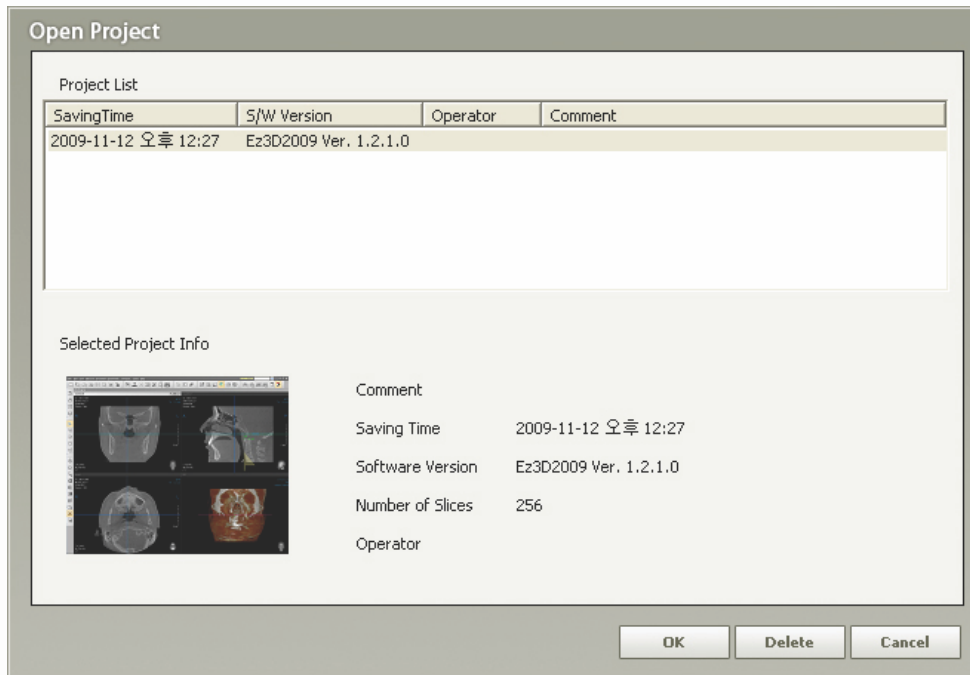 Open Project
Project List
SavingTime S/W Version Operator Comment
2009-11-12 오후 12:27 Ez3D2009 Ver. 1.2.1.0
Selected Project Info
Comment
Saving Time 2009-11-12 오후 12:27
Software Version Ez3D2009 Ver. 1.2.1.0
Number of Slices 256
Operator
OK Delete Cancel